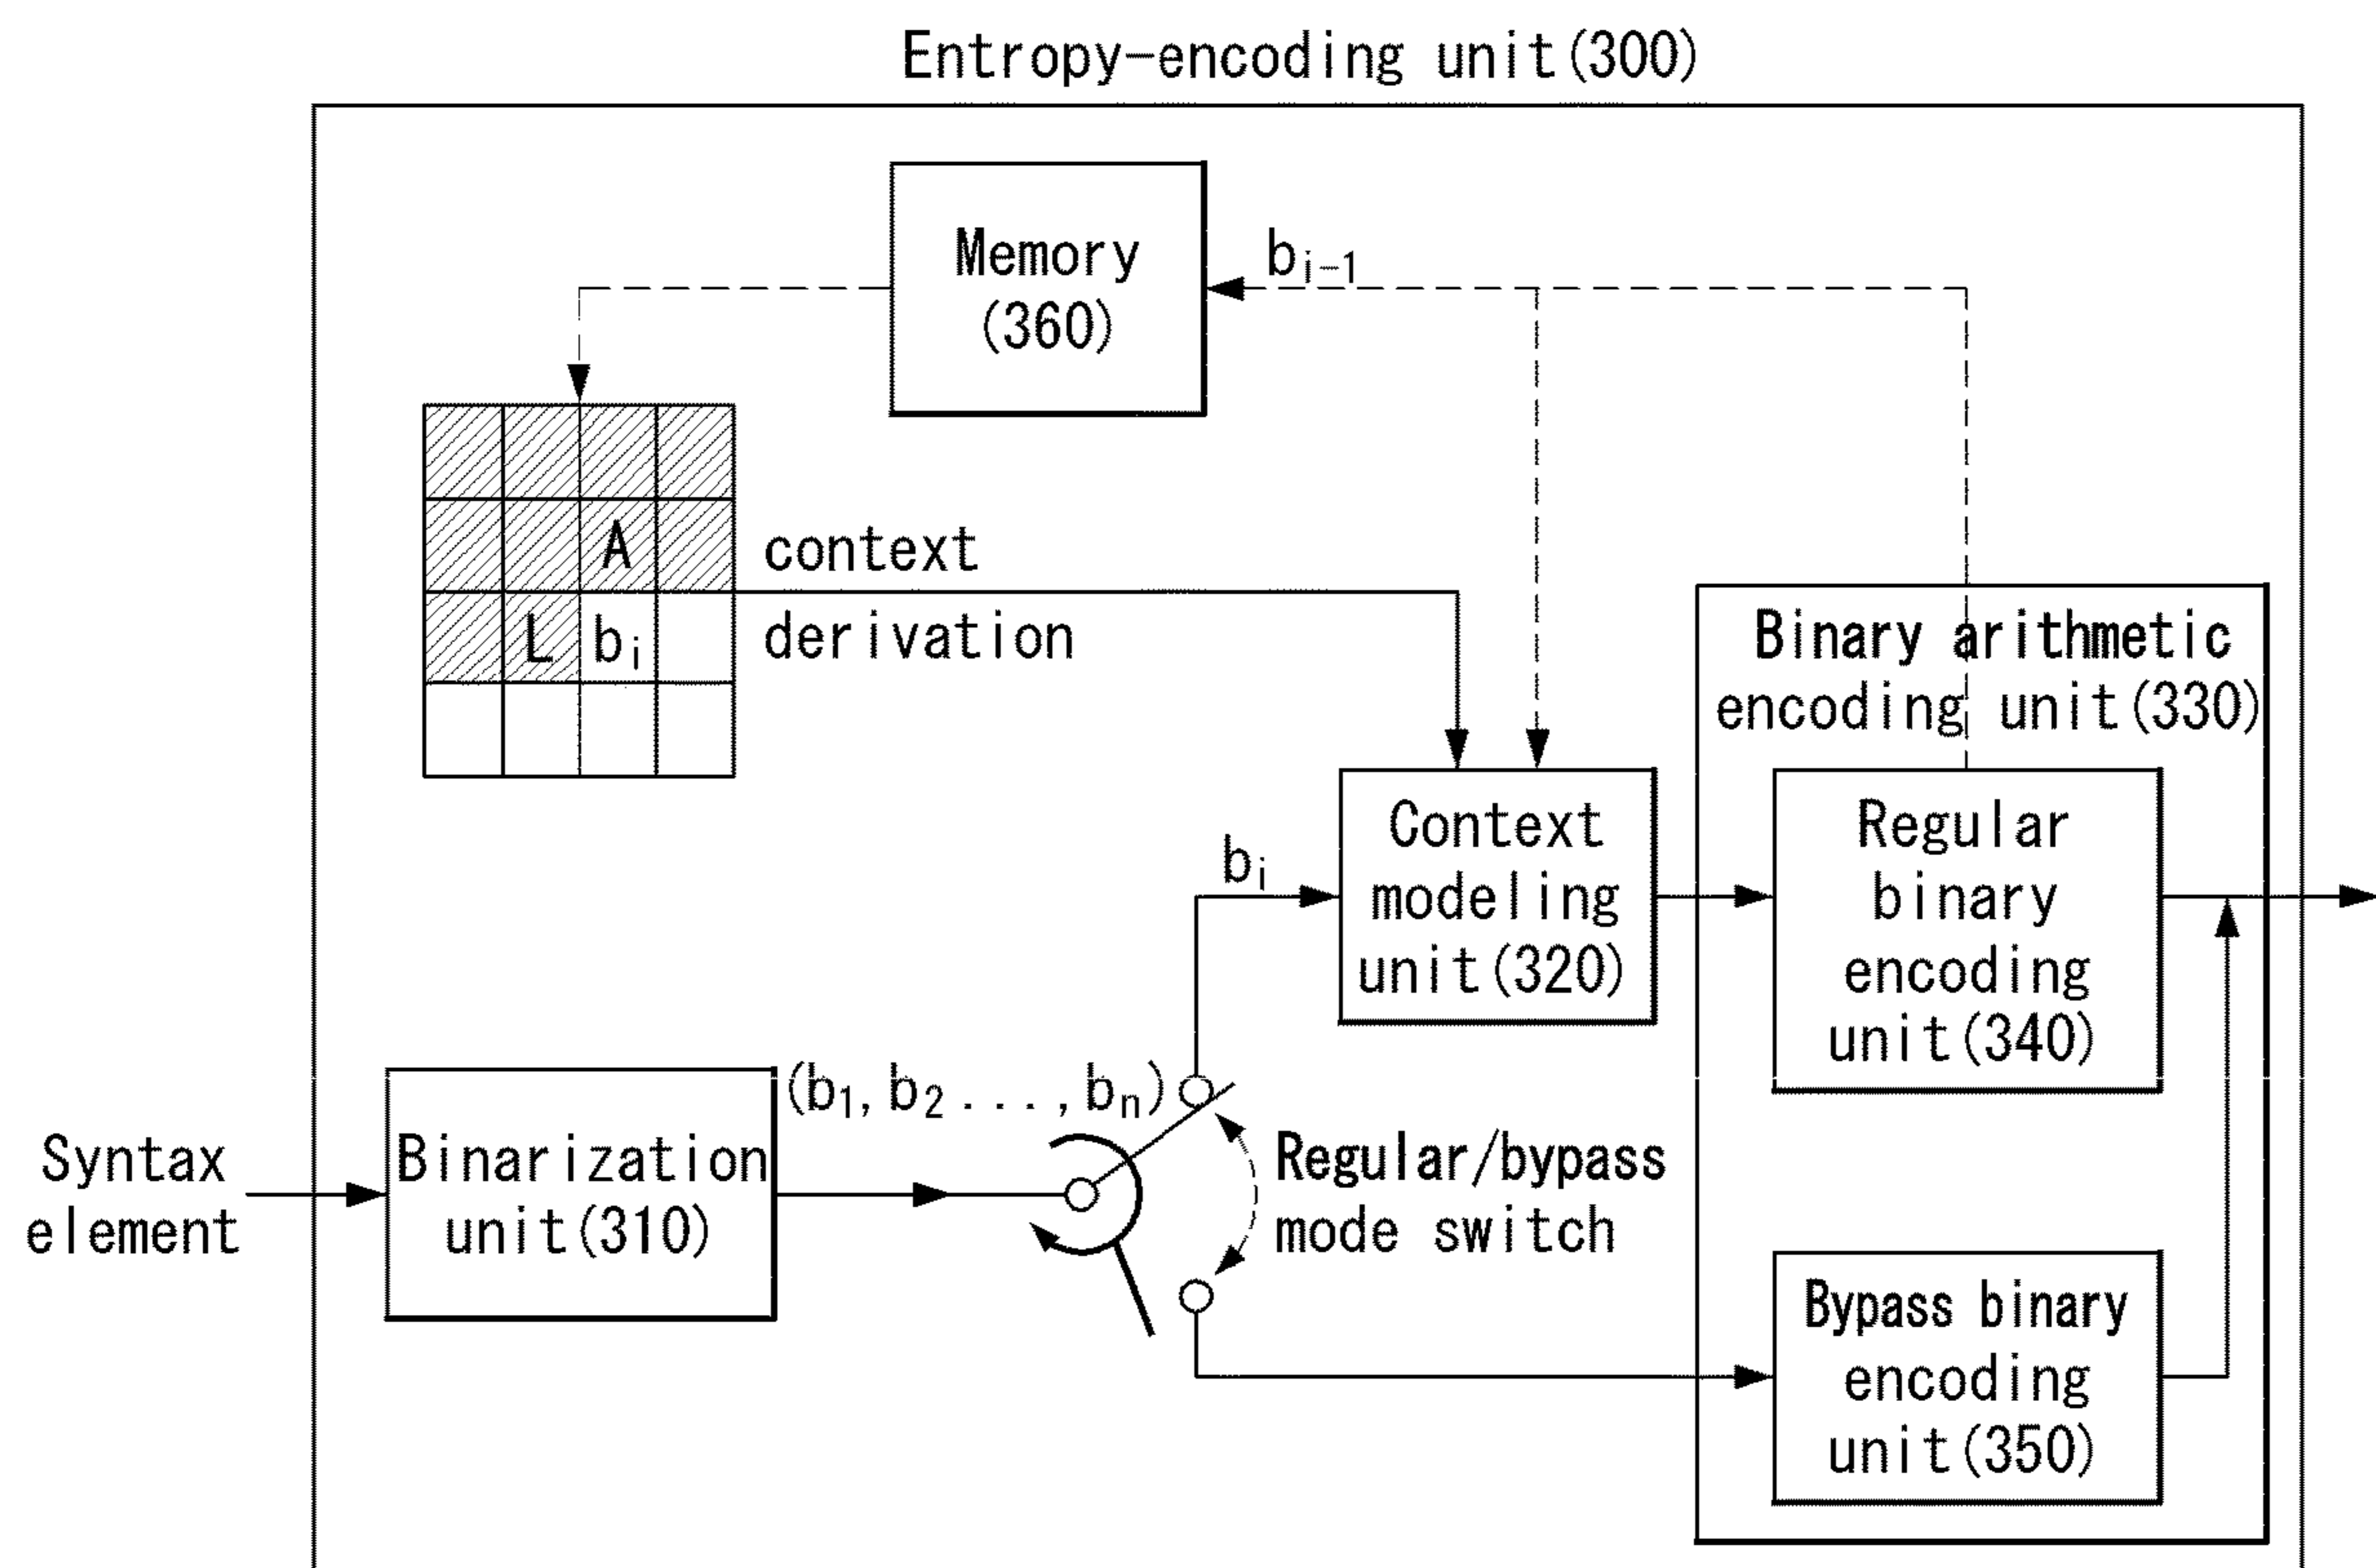 Entropy-encoding unit(300)
Memory
(360)
b_{i-1}
A
L
b_i
context
derivation
Binary arithmetic
encoding unit(330)
Context
modeling
unit(320)
b_i
Regular
binary
encoding
unit(340)
Syntax
element
Binarization
unit(310)
(b_1, b_2 ..., b_n)
Regular/bypass
mode switch
Bypass binary
encoding
unit(350)